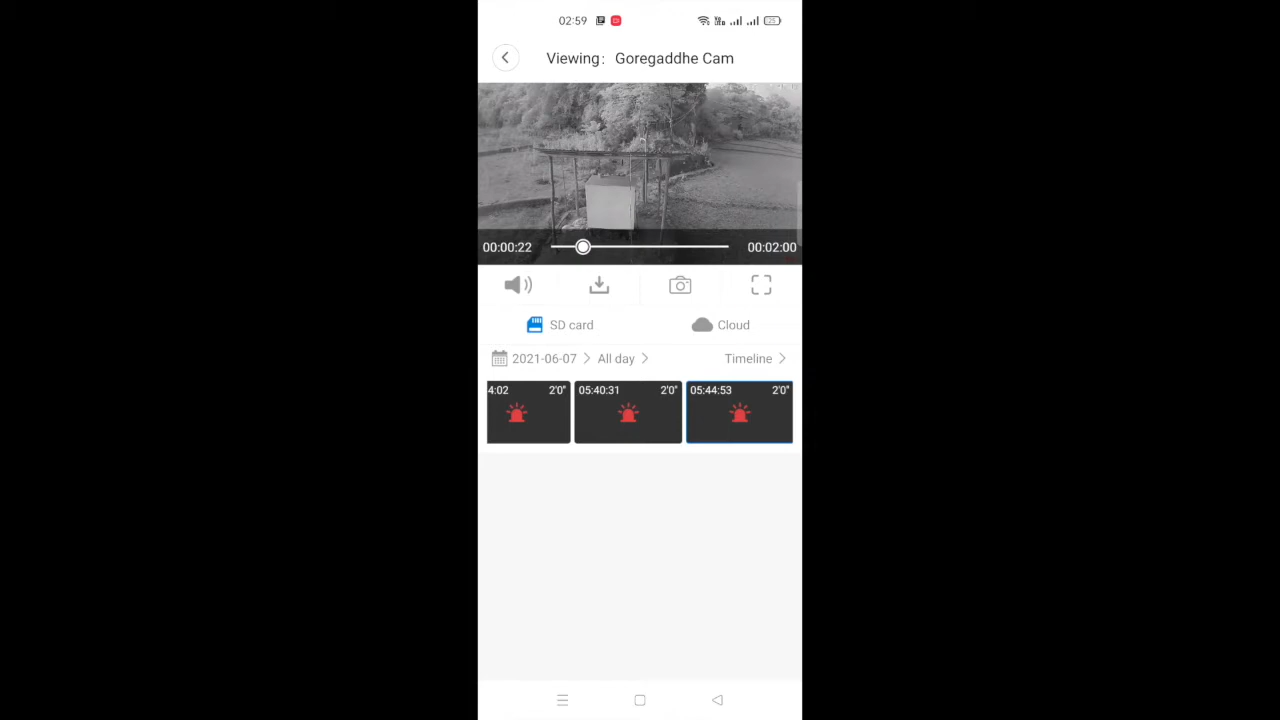 02:59
25
Viewing: Goregaddhe Cam
00:00:22
00:02:00
SD card
Cloud
2021-06-07
All day
Timeline
4:02 2'0"
05:40:31 2'0"
05:44:53 2'0"